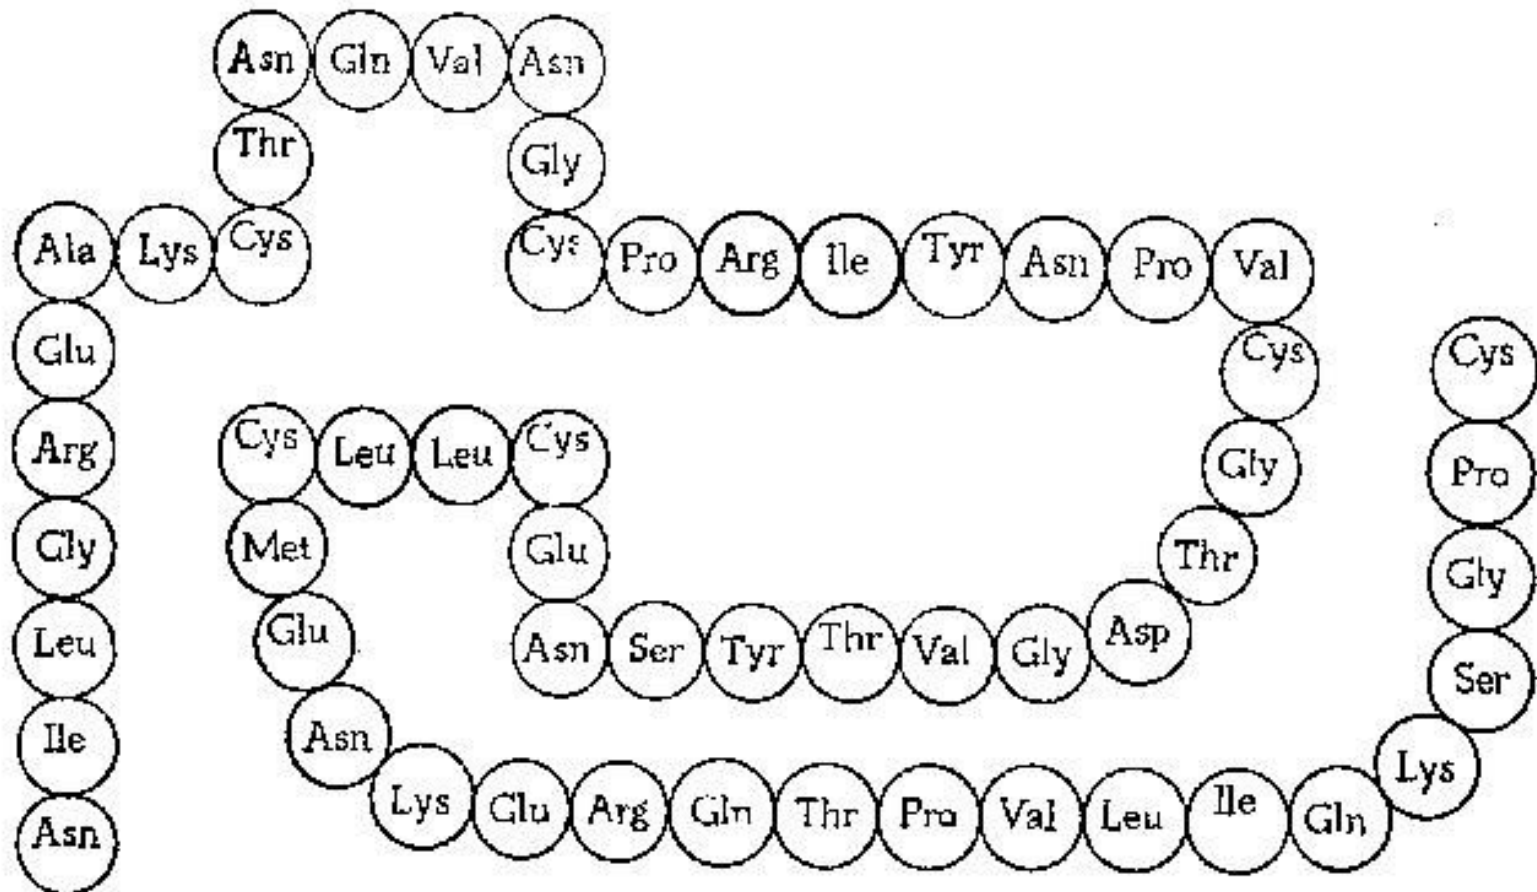 Asn Gln Val Asn
Thr Gly
Ala Lys Cys Cys Pro Arg Ile Tyr Asn Pro Val
Glu Cys Cys
Arg Cys Leu Leu Cys Gly Pro
Gly Met Glu Thr Gly
Leu Glu Asn Ser Tyr Thr Val Gly Asp Ser
Ile Asn Lys
Asn Lys Glu Arg Gln Thr Pro Val Leu Ile Gln